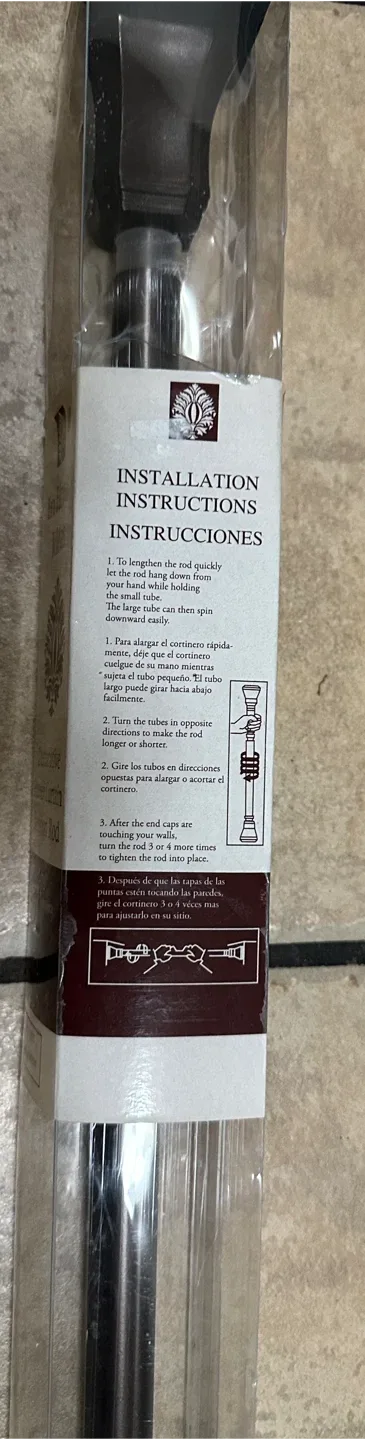 INSTALLATION
INSTRUCTIONS
INSTRUCCIONES
1. To lengthen the rod quickly
let the rod hang down from
your hand while holding
the small tube.
The large tube can then spin
downward easily.
1. Para alargar el cortinero rápida-
mente, déje que el cortinero
cuelgue de su mano mientras
sujeta el tubo pequeño. El tubo
largo puede girar hacia abajo
facilmente.
2. Turn the tubes in opposite
directions to make the rod
longer or shorter.
2. Gire los tubos en direcciones
opuestas para alargar o acortar el
cortinero.
3. After the end caps are
touching your walls,
turn the rod 3 or 4 more times
to tighten the rod into place.
3. Después de que las tapas de las
puntas estén tocando las paredes,
gire el cortinero 3 o 4 véces mas
para ajustarlo en su sitio.
Rod